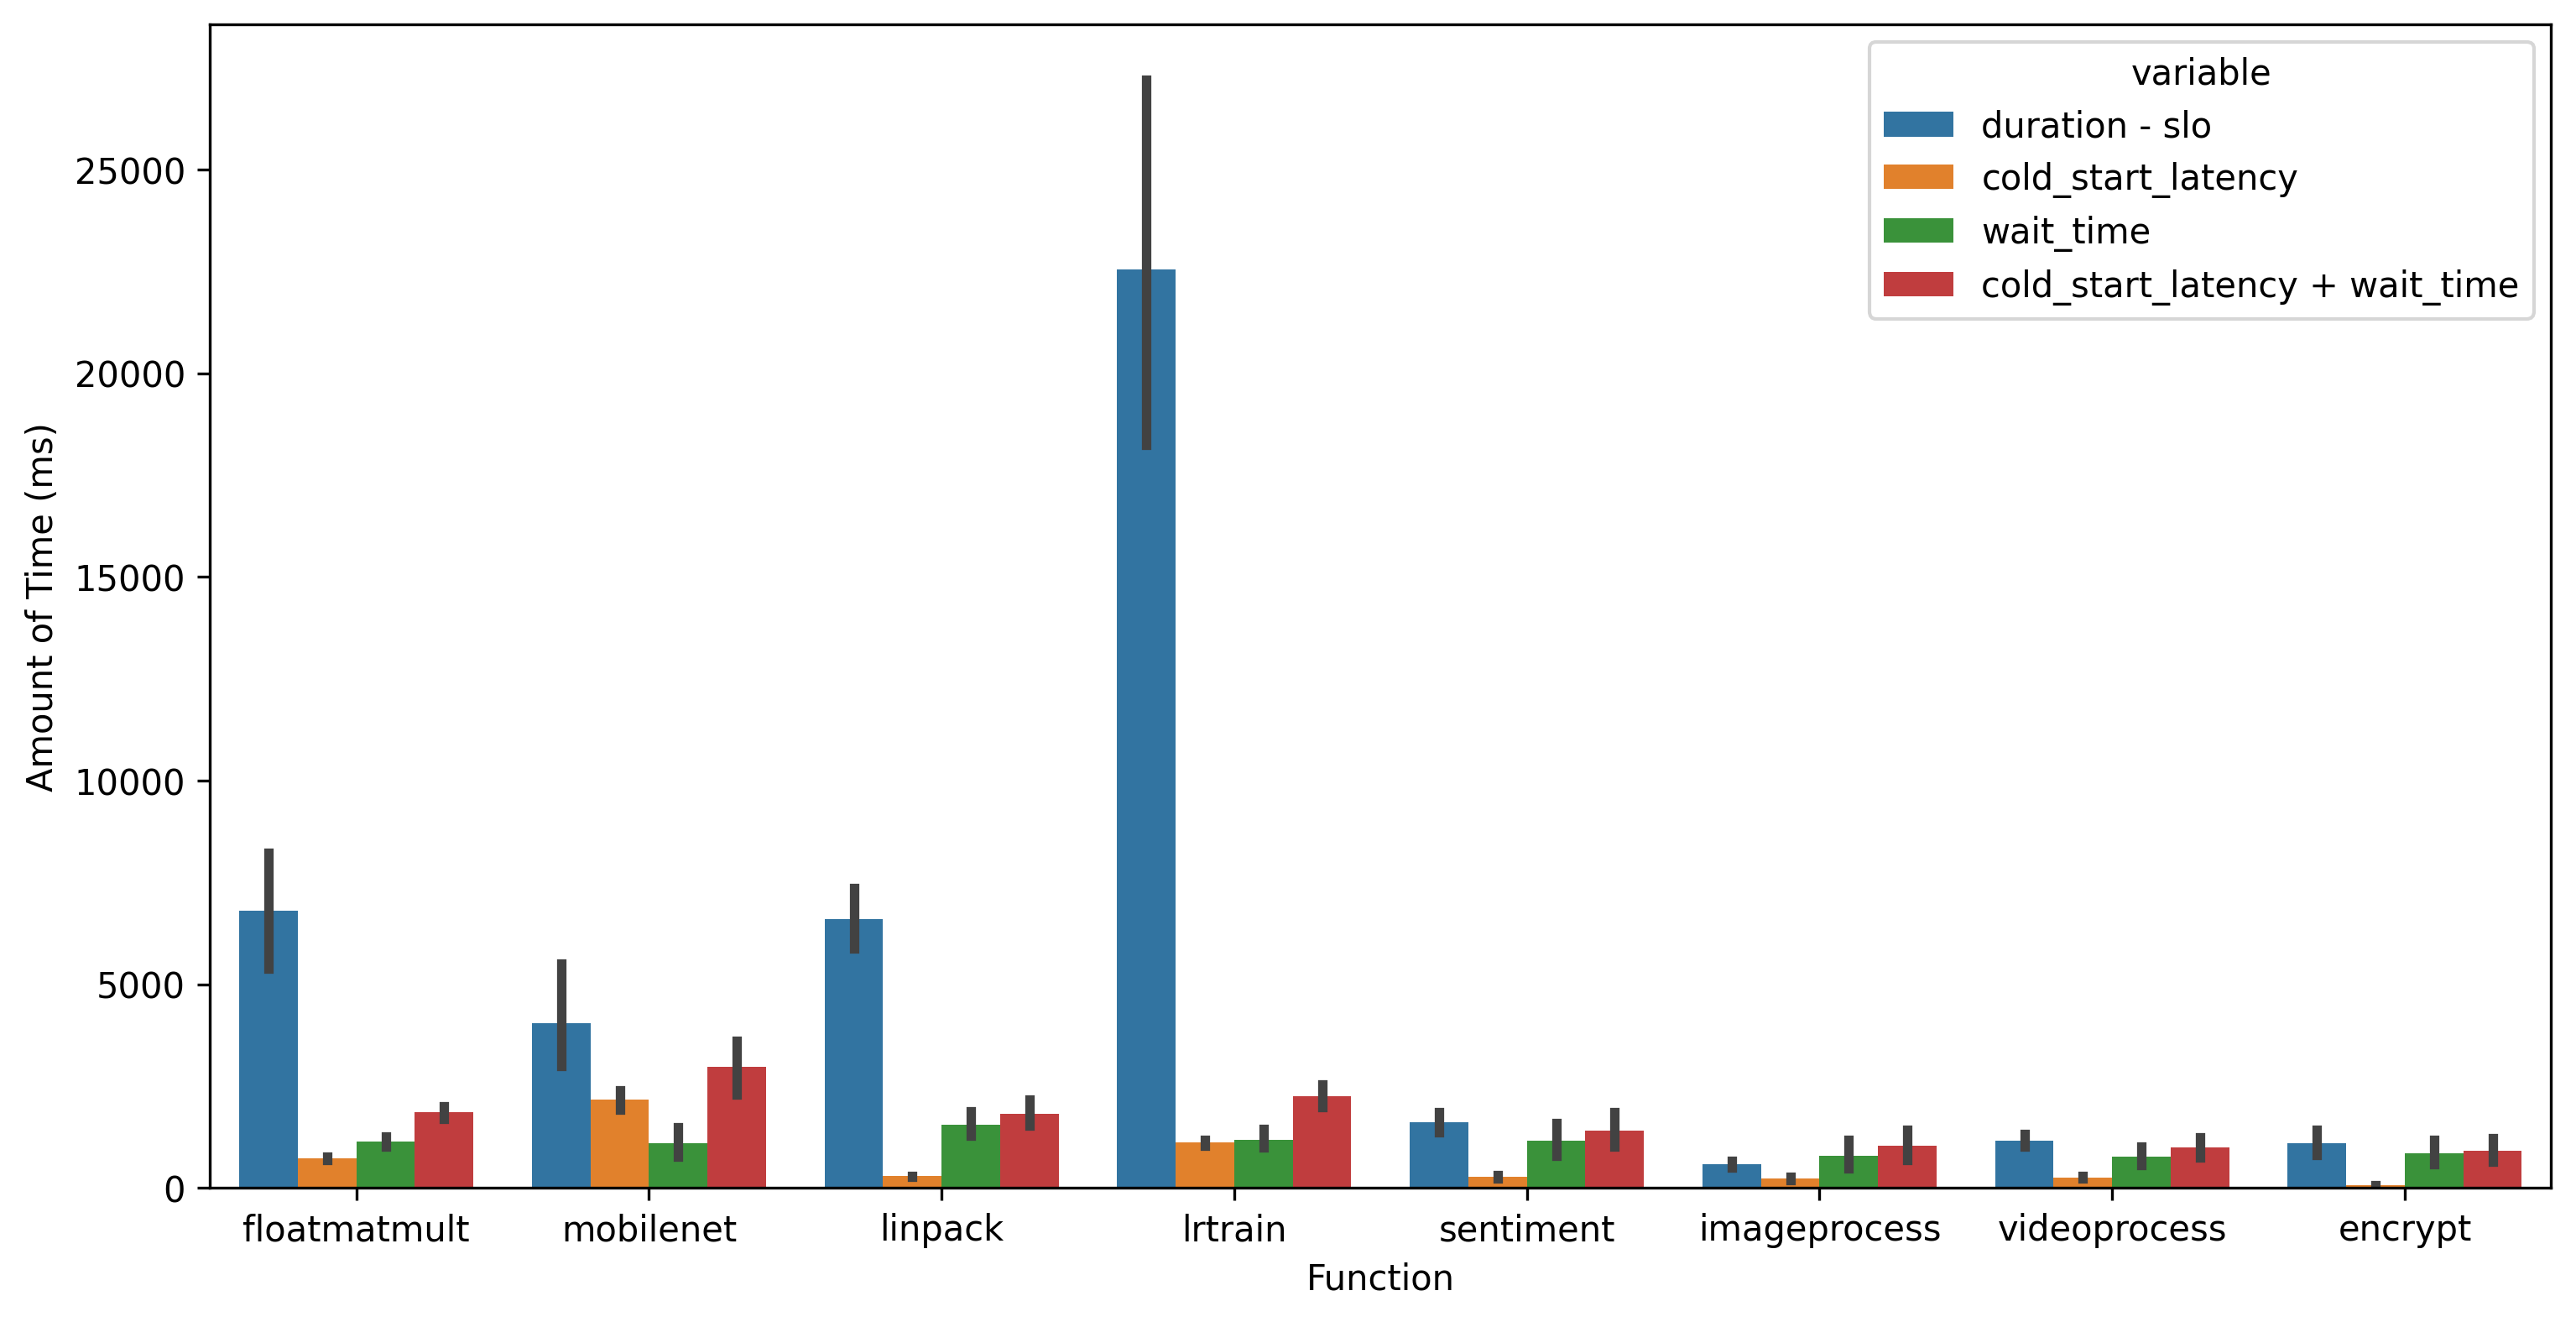 variable
duration - slo
cold_start_latency
wait_time
cold_start_latency + wait_time
Amount of Time (ms)
25000
20000
15000
10000
5000
0
floatmatmult mobilenet linpack lrtrain sentiment imageprocess videoprocess encrypt
Function